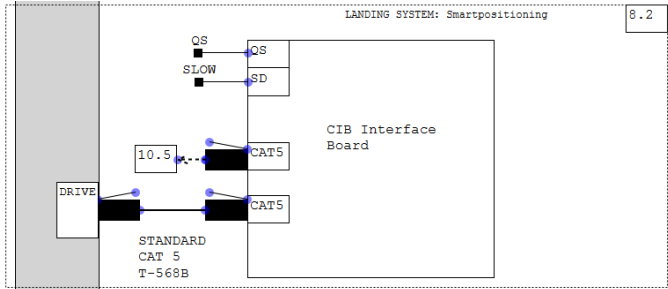 LANDING SYSTEM: Smartpositioning
8.2
QS
QS
SLOW
SD
CIB Interface
Board
10.5
CAT5
DRIVE
CAT5
STANDARD
CAT 5
T-568B